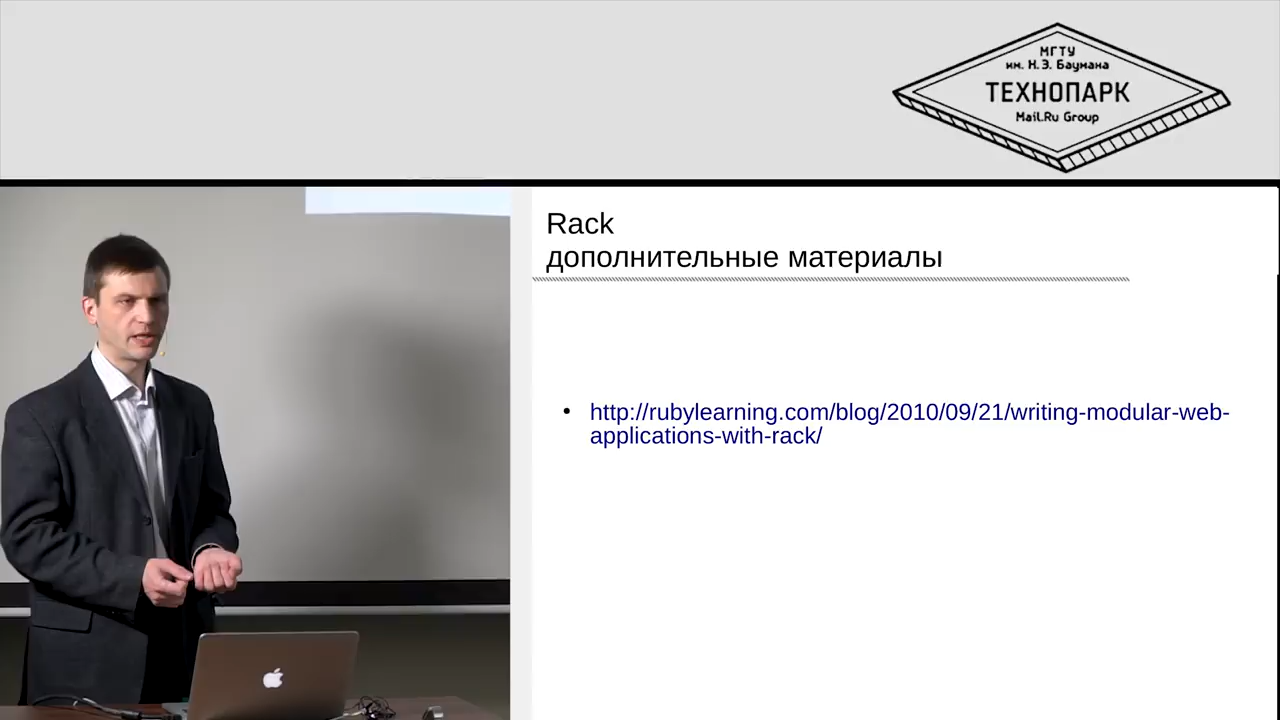 МГТУ
им. Н.Э. Баумана
ТЕХНОПАРК
Mail.Ru Group
Rack
дополнительные материалы
• http://rubylearning.com/blog/2010/09/21/writing-modular-web-
applications-with-rack/